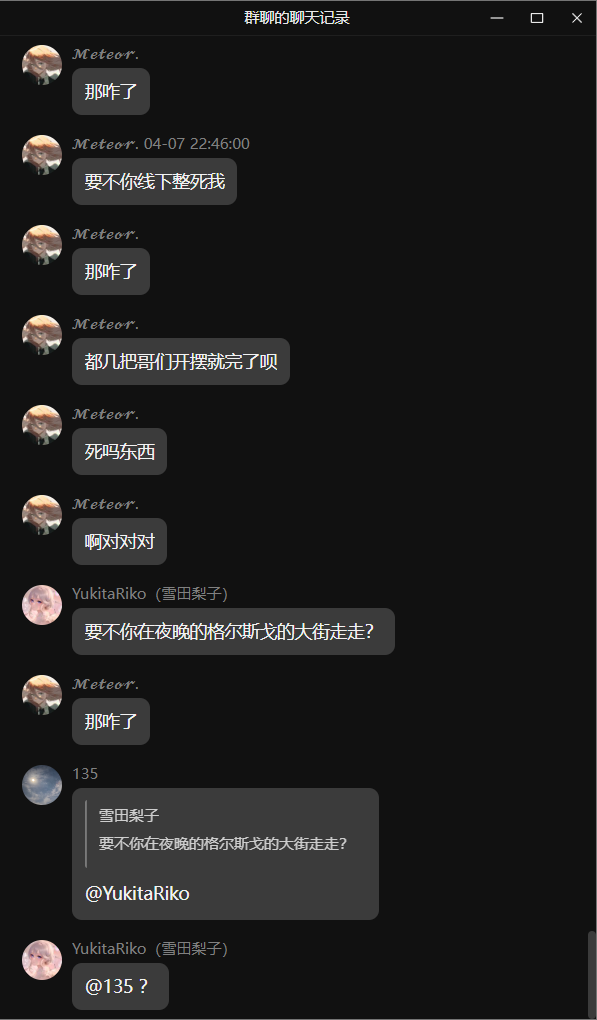 群聊的聊天记录
𝓜𝓮𝓽𝓮𝓸𝓻.
那咋了
𝓜𝓮𝓽𝓮𝓸𝓻. 04-07 22:46:00
要不你线下整死我
𝓜𝓮𝓽𝓮𝓸𝓻.
那咋了
𝓜𝓮𝓽𝓮𝓸𝓻.
都几把哥们开摆就完了呗
𝓜𝓮𝓽𝓮𝓸𝓻.
死吗东西
𝓜𝓮𝓽𝓮𝓸𝓻.
啊对对对
YukitaRiko（雪田梨子）
要不你在夜晚的格尔斯戈的大街走走？
𝓜𝓮𝓽𝓮𝓸𝓻.
那咋了
135
雪田梨子
要不你在夜晚的格尔斯戈的大街走走？
@YukitaRiko
YukitaRiko（雪田梨子）
@135 ？